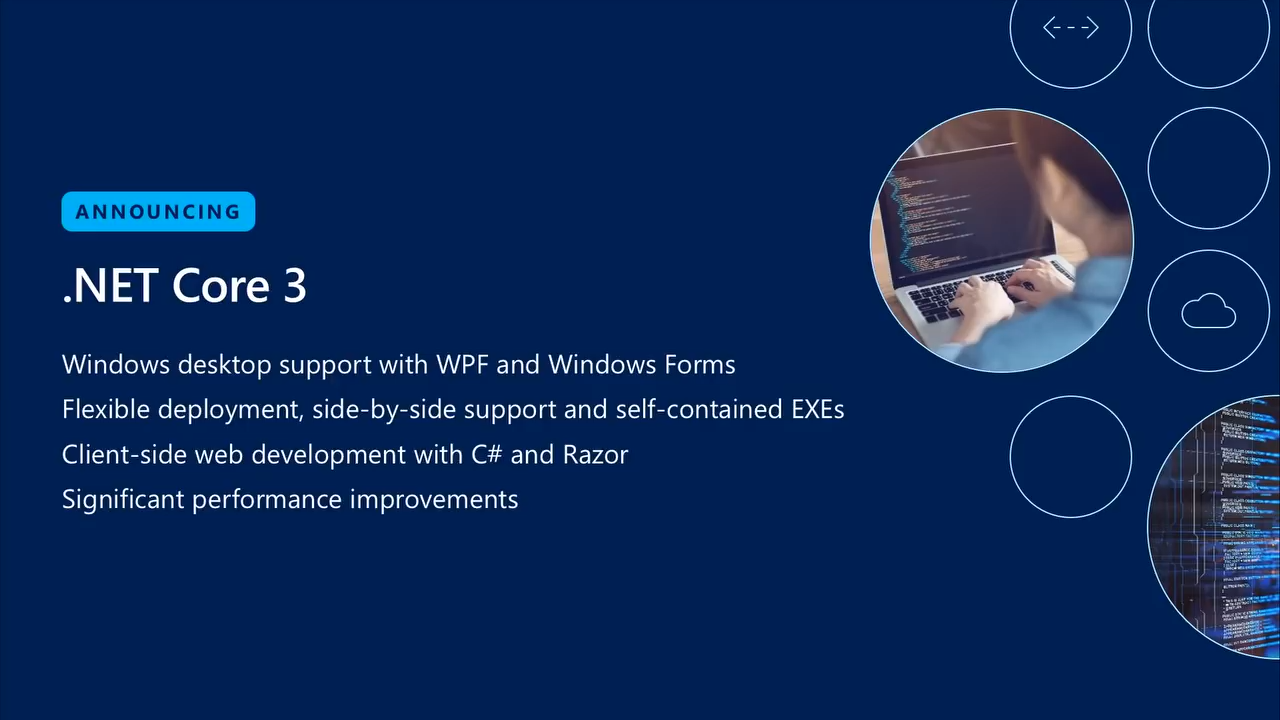 ANNOUNCING
.NET Core 3
Windows desktop support with WPF and Windows Forms
Flexible deployment, side-by-side support and self-contained EXEs
Client-side web development with C# and Razor
Significant performance improvements